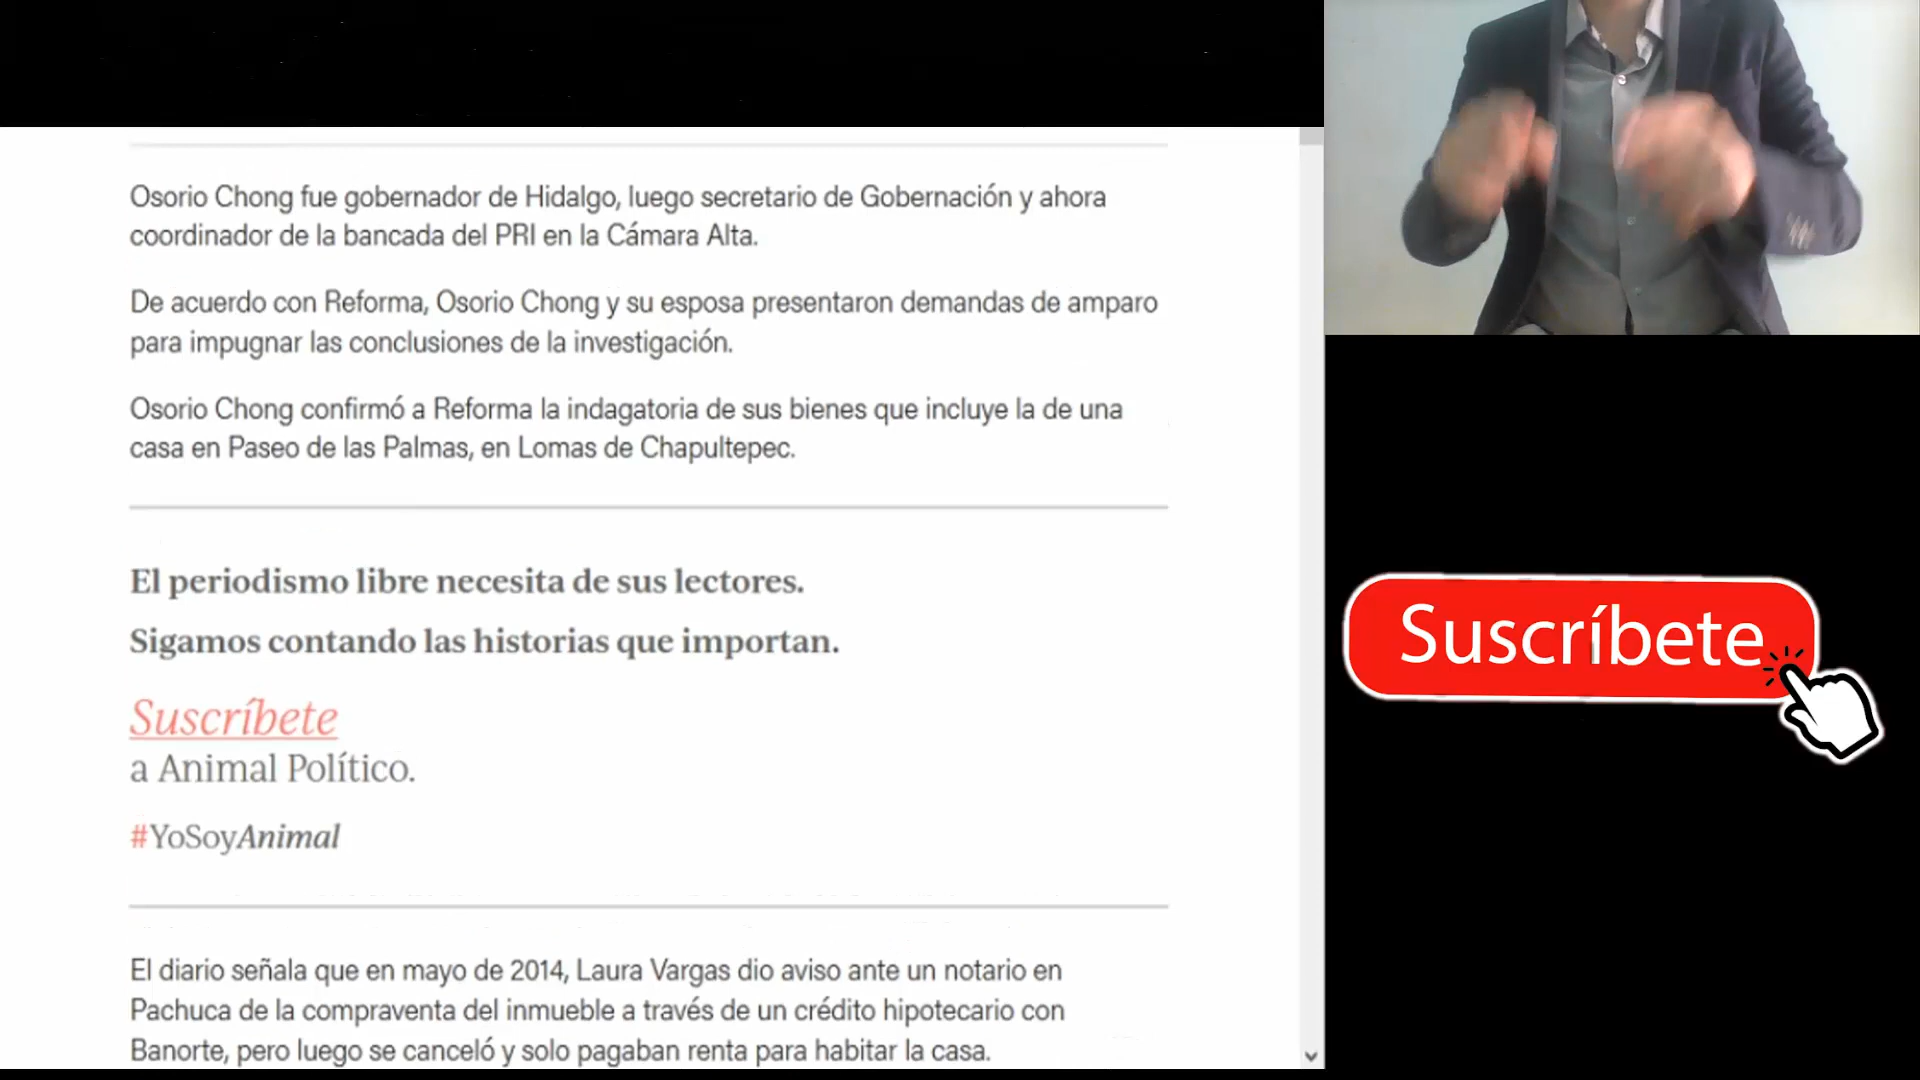 Osorio Chong fue gobernador de Hidalgo, luego secretario de Gobernación y ahora
coordinador de la bancada del PRI en la Cámara Alta.
De acuerdo con Reforma, Osorio Chong y su esposa presentaron demandas de amparo
para impugnar las conclusiones de la investigación.
Osorio Chong confirmó a Reforma la indagatoria de sus bienes que incluye la de una
casa en Paseo de las Palmas, en Lomas de Chapultepec.
El periodismo libre necesita de sus lectores.
Sigamos contando las historias que importan.
Suscríbete
a Animal Político.
#YoSoyAnimal
El diario señala que en mayo de 2014, Laura Vargas dio aviso ante un notario en
Pachuca de la compraventa del inmueble a través de un crédito hipotecario con
Banorte, pero luego se canceló y solo pagaban renta para habitar la casa.
Suscríbete